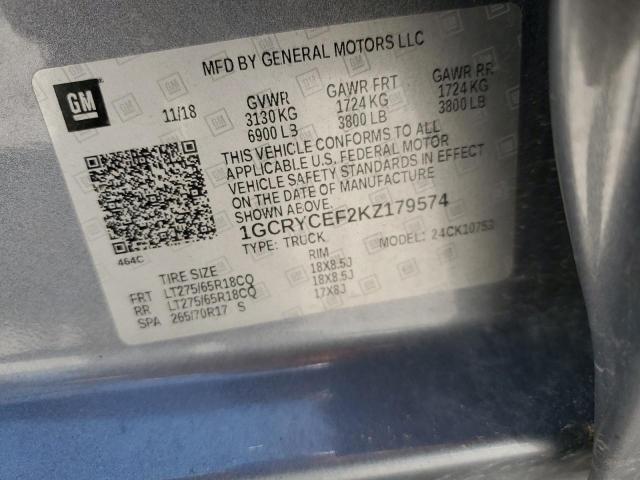 MFD BY GENERAL MOTORS LLC
GM
11/18
GVWR
3130 KG
6900 LB
GAWR FRT
1724 KG
3800 LB
GAWR RR
1724 KG
3800 LB
THIS VEHICLE CONFORMS TO ALL
APPLICABLE U.S. FEDERAL MOTOR
VEHICLE SAFETY STANDARDS IN EFFECT
ON THE DATE OF MANUFACTURE
SHOWN ABOVE.
1GCRYCEF2KZ179574
TYPE: TRUCK MODEL: 24CK10753
464C
TIRE SIZE RIM
FRT LT275/65R18CQ 18X8.5J
RR LT275/65R18CQ 18X8.5J
SPA 265/70R17 S 17X8J